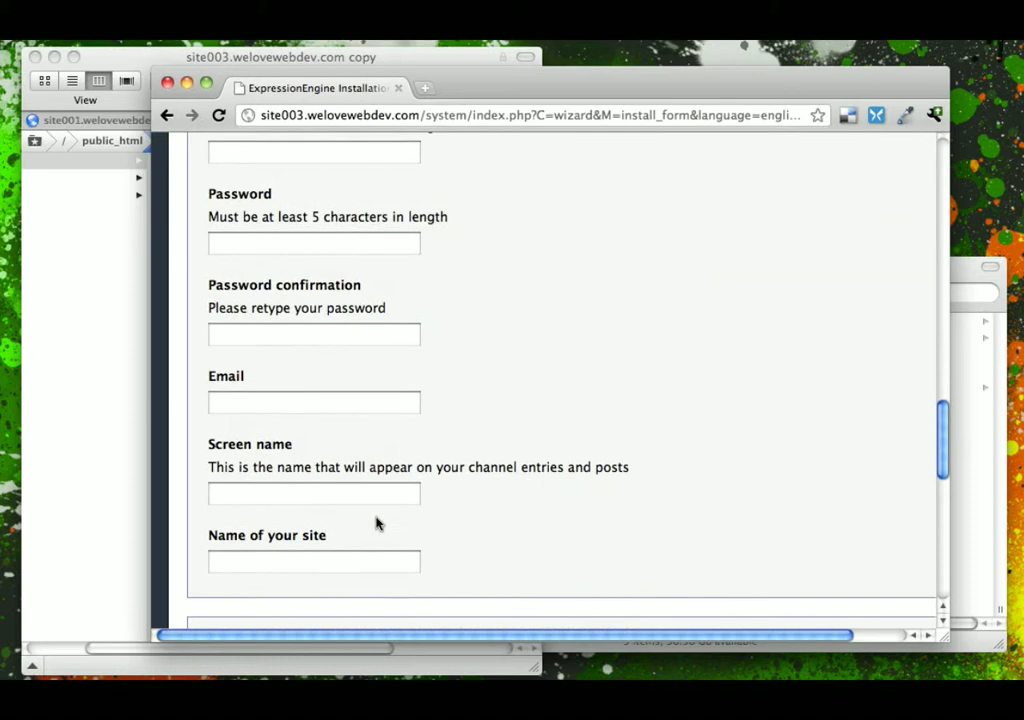 site003.welovewebdev.com copy
View
ExpressionEngine Installatio
site001.welovewebde
site003.welovewebdev.com/system/index.php?C=wizard&M=install_form&language=engli...
/ public_html
Password
Must be at least 5 characters in length
Password confirmation
Please retype your password
Email
Screen name
This is the name that will appear on your channel entries and posts
Name of your site